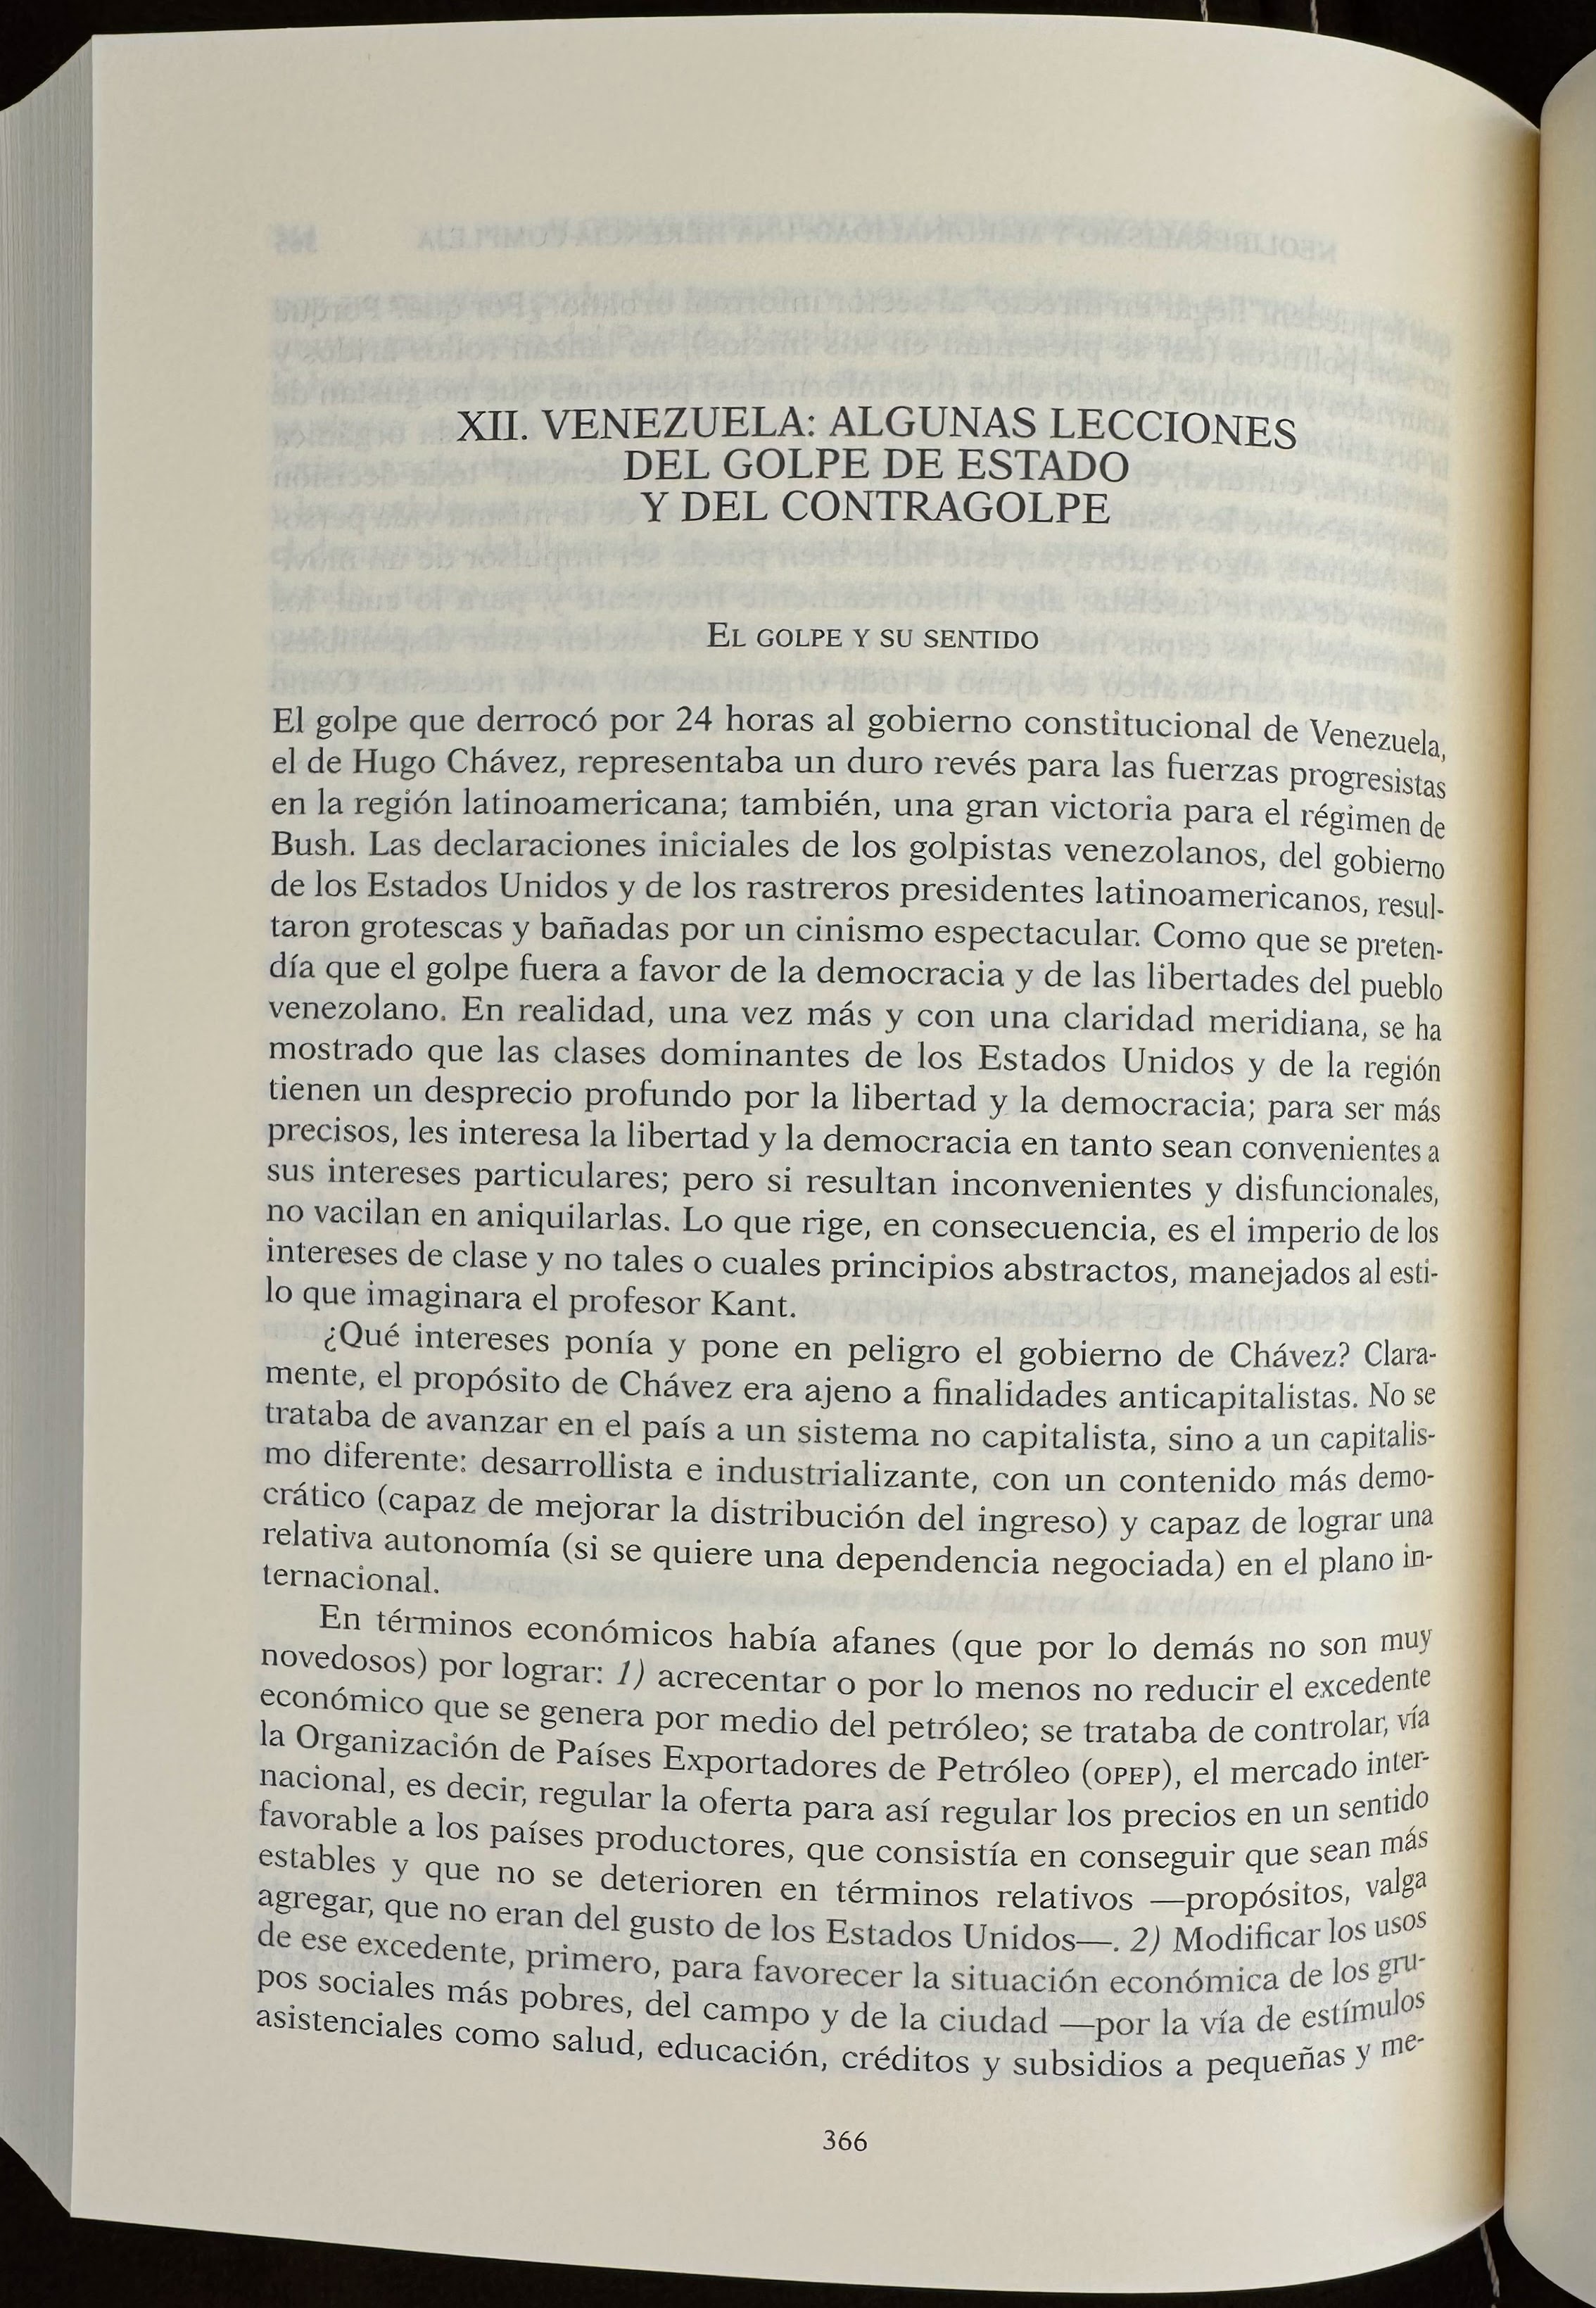 XII. VENEZUELA: ALGUNAS LECCIONES
DEL GOLPE DE ESTADO
Y DEL CONTRAGOLPE
EL GOLPE Y SU SENTIDO
El golpe que derrocó por 24 horas al gobierno constitucional de Venezuela,
el de Hugo Chávez, representaba un duro revés para las fuerzas progresistas
en la región latinoamericana; también, una gran victoria para el régimen de
Bush. Las declaraciones iniciales de los golpistas venezolanos, del gobierno
de los Estados Unidos y de los rastreros presidentes latinoamericanos, resul-
taron grotescas y bañadas por un cinismo espectacular. Como que se preten-
día que el golpe fuera a favor de la democracia y de las libertades del pueblo
venezolano. En realidad, una vez más y con una claridad meridiana, se ha
mostrado que las clases dominantes de los Estados Unidos y de la región
tienen un desprecio profundo por la libertad y la democracia; para ser más
precisos, les interesa la libertad y la democracia en tanto sean convenientes a
sus intereses particulares; pero si resultan inconvenientes y disfuncionales,
no vacilan en aniquilarlas. Lo que rige, en consecuencia, es el imperio de los
intereses de clase y no tales o cuales principios abstractos, manejados al esti-
lo que imaginara el profesor Kant.
¿Qué intereses ponía y pone en peligro el gobierno de Chávez? Clara-
mente, el propósito de Chávez era ajeno a finalidades anticapitalistas. No se
trataba de avanzar en el país a un sistema no capitalista, sino a un capitalis-
mo diferente: desarrollista e industrializante, con un contenido más demo-
crático (capaz de mejorar la distribución del ingreso) y capaz de lograr una
relativa autonomía (si se quiere una dependencia negociada) en el plano in-
ternacional.
En términos económicos había afanes (que por lo demás no son muy
novedosos) por lograr: 1) acrecentar o por lo menos no reducir el excedente
económico que se genera por medio del petróleo; se trataba de controlar, vía
la Organización de Países Exportadores de Petróleo (OPEP), el mercado inter-
nacional, es decir, regular la oferta para así regular los precios en un sentido
favorable a los países productores, que consistía en conseguir que sean más
estables y que no se deterioren en términos relativos —propósitos, valga
agregar, que no eran del gusto de los Estados Unidos—. 2) Modificar los usos
de ese excedente, primero, para favorecer la situación económica de los gru-
pos sociales más pobres, del campo y de la ciudad —por la vía de estímulos
asistenciales como salud, educación, créditos y subsidios a pequeñas y me-
366